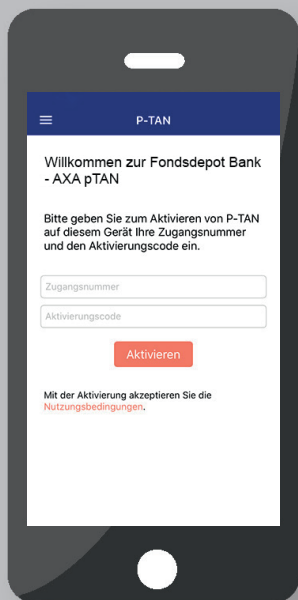 P-TAN
Willkommen zur Fondsdepot Bank
- AXA pTAN
Bitte geben Sie zum Aktivieren von P-TAN
auf diesem Gerät Ihre Zugangsnummer
und den Aktivierungscode ein.
Zugangsnummer
Aktivierungscode
Aktivieren
Mit der Aktivierung akzeptieren Sie die
Nutzungsbedingungen.